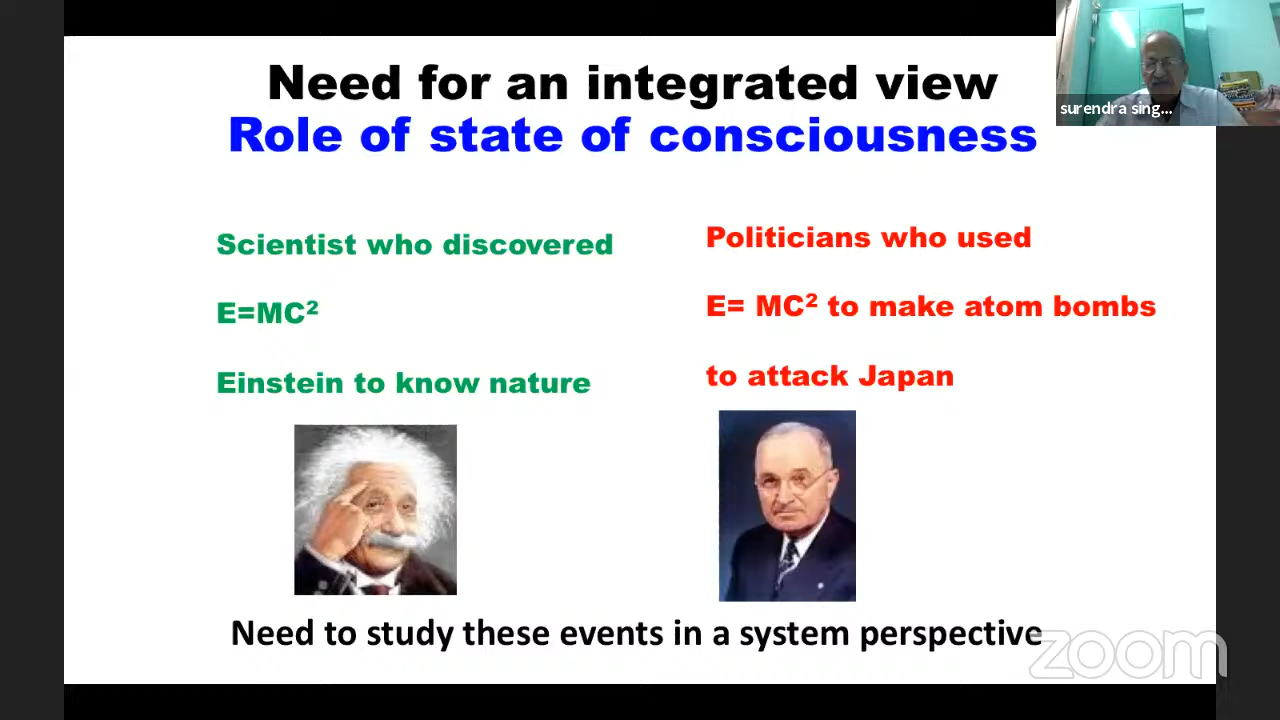 Need for an integrated view
Role of state of consciousness
surendra sing...
Scientist who discovered
E=MC²
Einstein to know nature
Politicians who used
E= MC² to make atom bombs
to attack Japan
Need to study these events in a system perspective
zoom